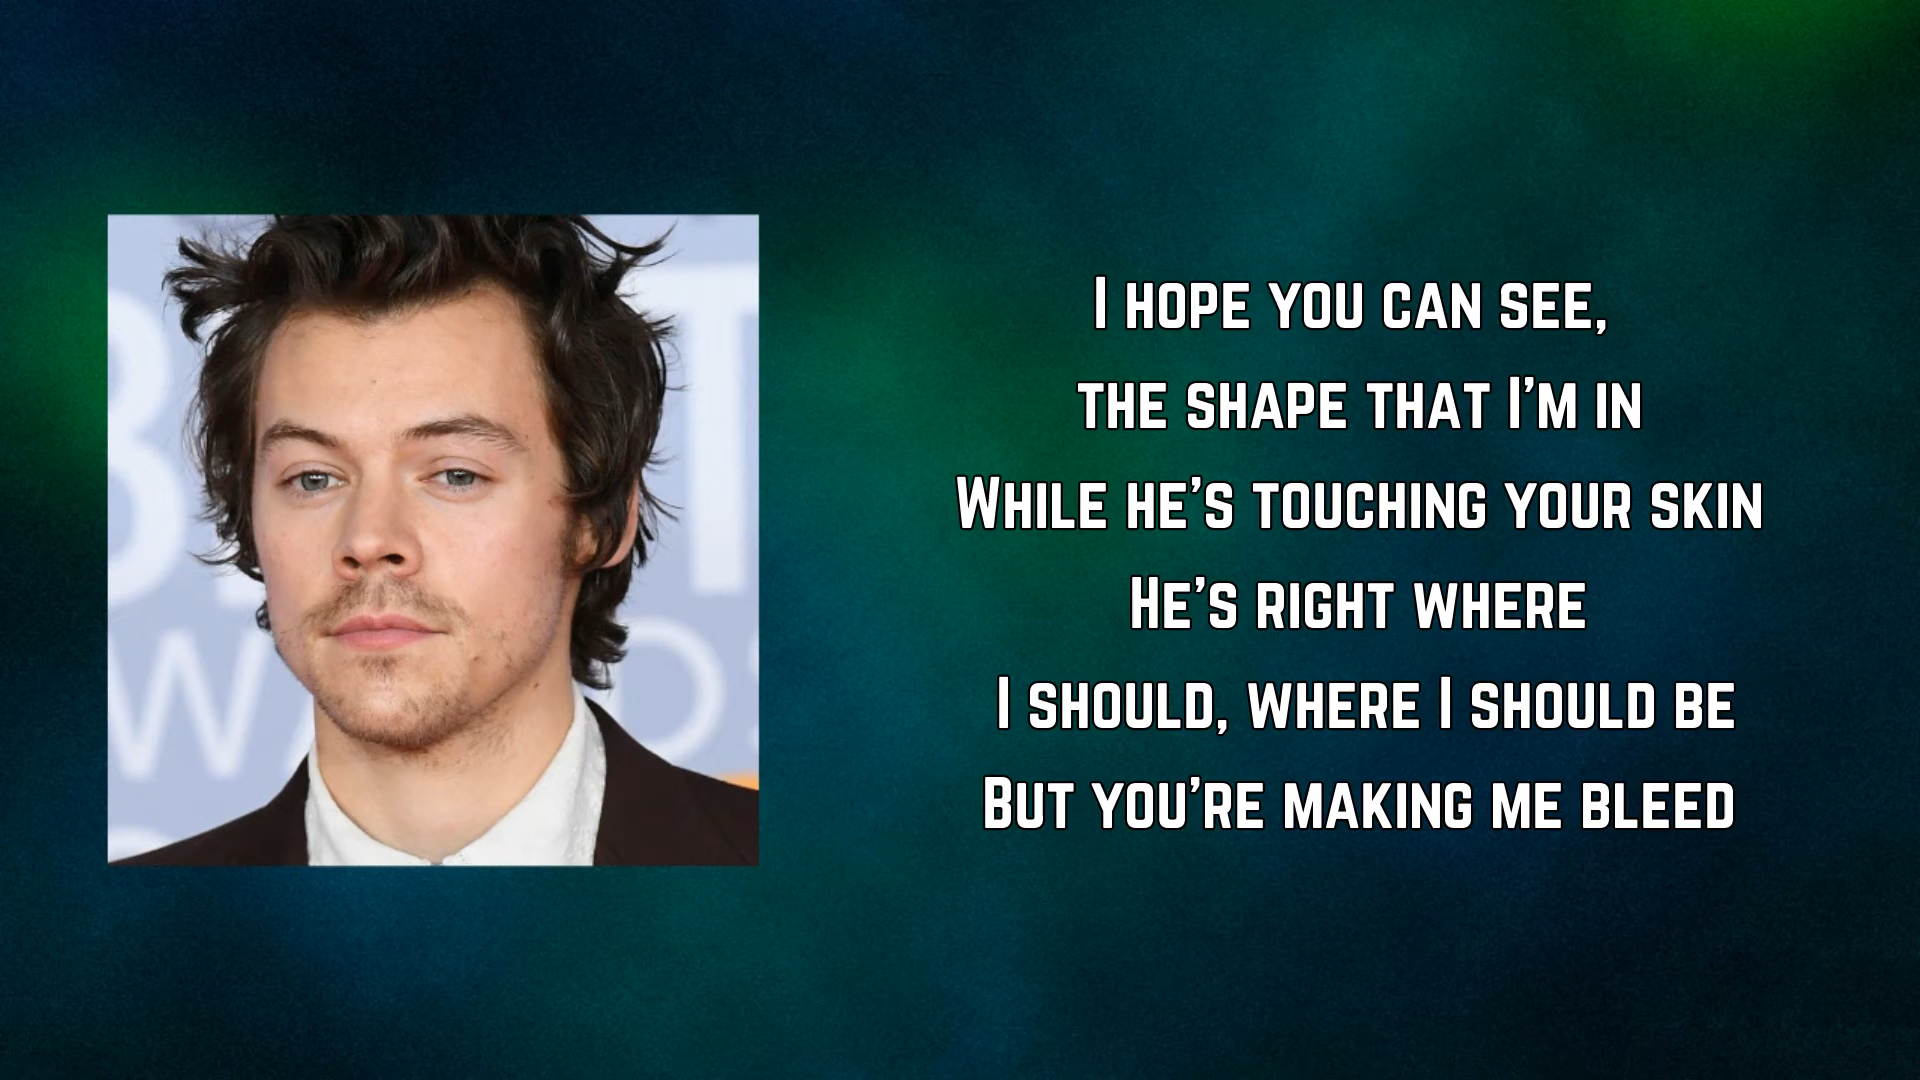 I hope you can see,
the shape that I'm in
While he's touching your skin
He's right where
I should, where I should be
But you're making me bleed